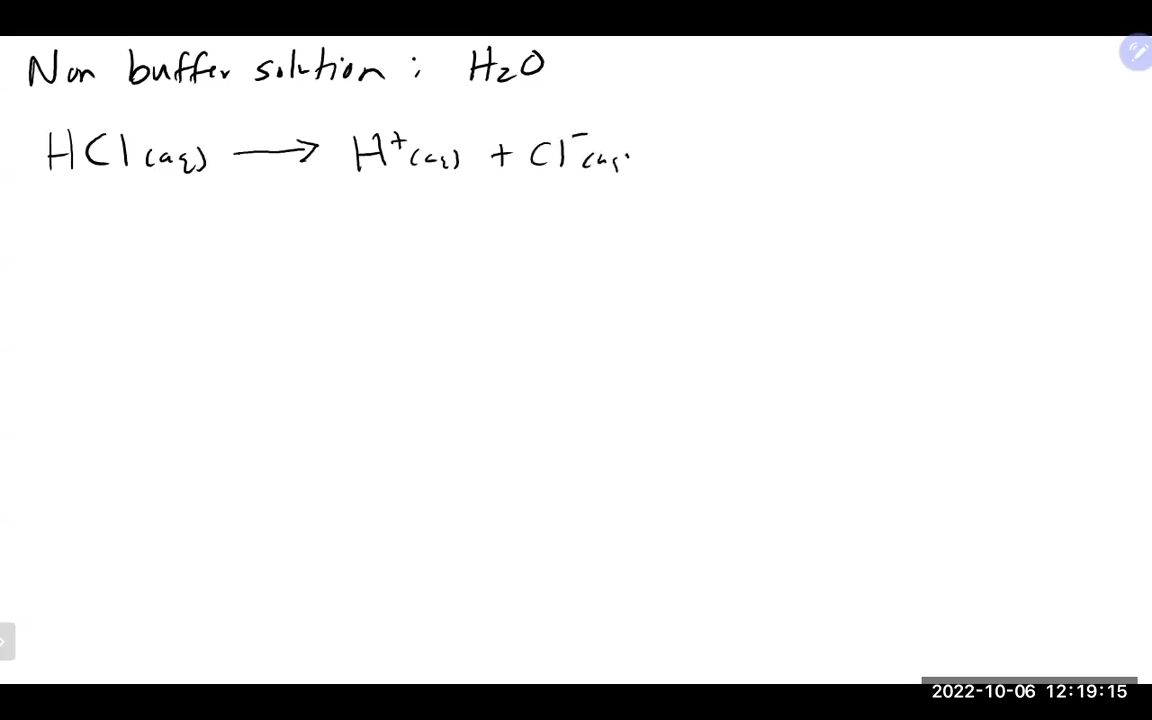 Non buffer solution : H₂O
HCl (aq) ⟶ H⁺(aq) + Cl⁻(aq)
2022-10-06 12:19:15